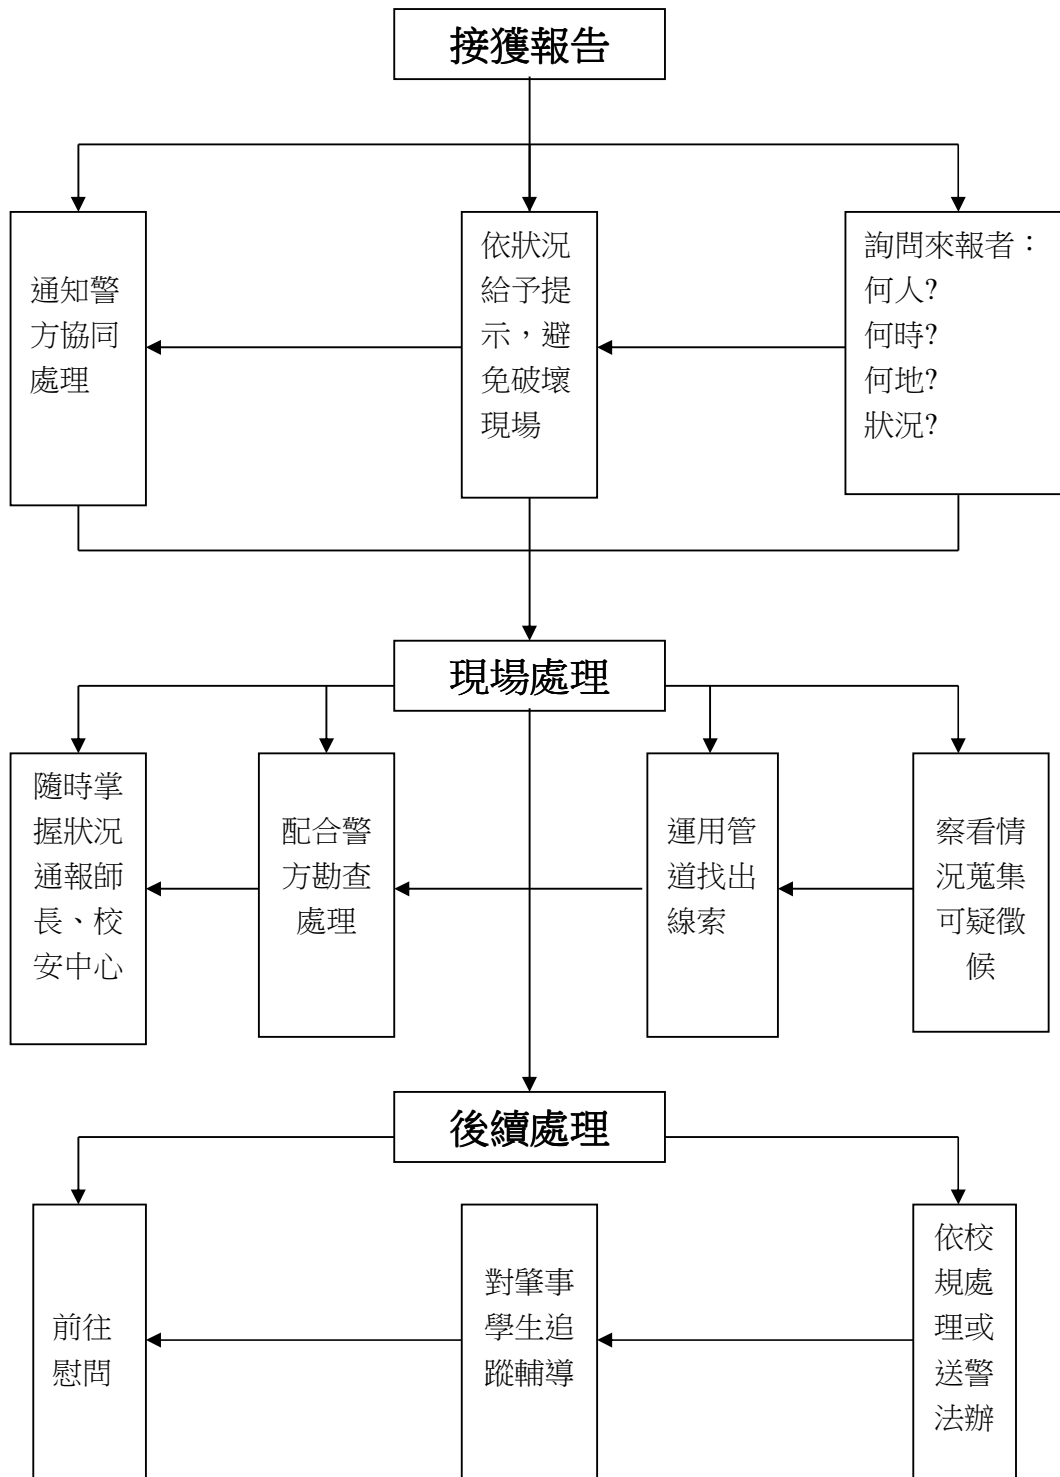 接獲報告
通知警
方協同
處理
依狀況
給予提
示，避
免破壞
現場
詢問來報者：
何人?
何時?
何地?
狀況?
現場處理
隨時掌
握狀況
通報師
長、校
安中心
配合警
方勘查
處理
運用管
道找出
線索
察看情
況蒐集
可疑徵
候
後續處理
前往
慰問
對肇事
學生追
蹤輔導
依校
規處
理或
送警
法辦